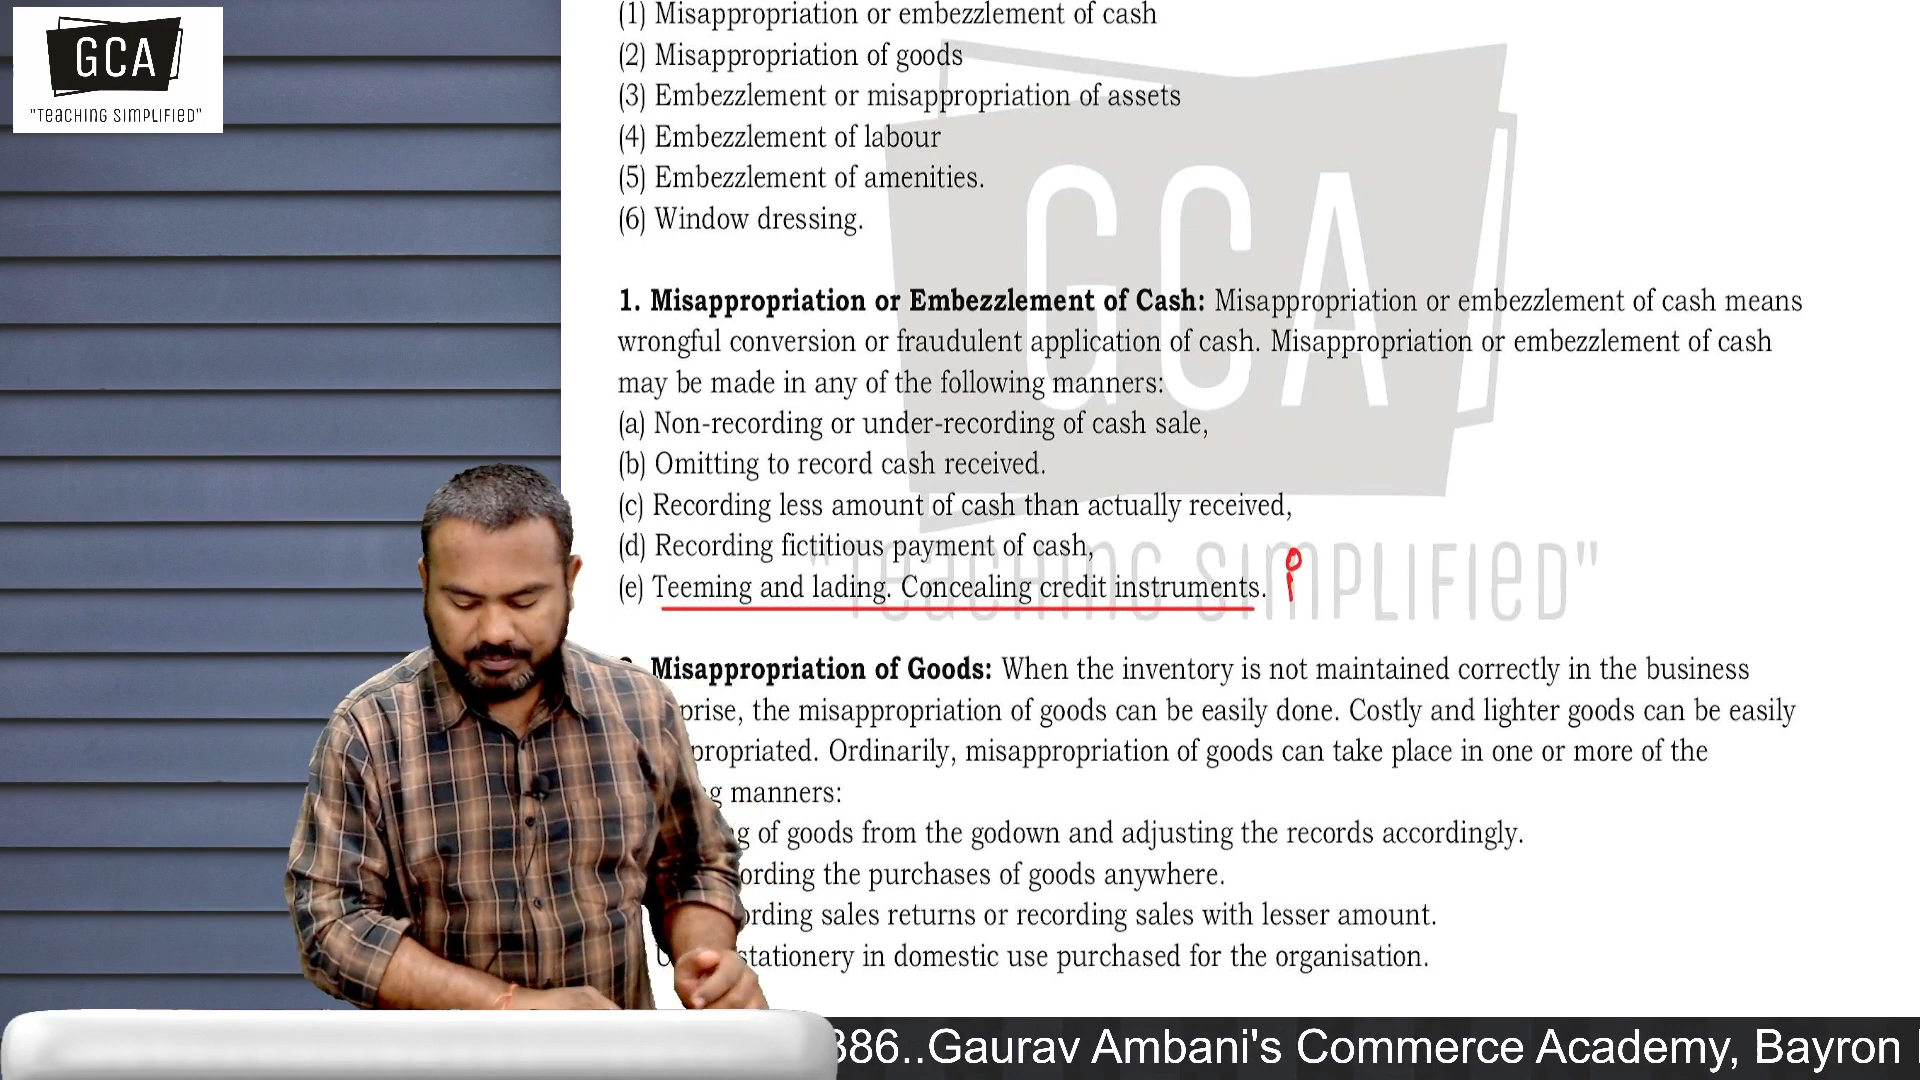 GCA
"Teaching Simplified"
(1) Misappropriation or embezzlement of cash
(2) Misappropriation of goods
(3) Embezzlement or misappropriation of assets
(4) Embezzlement of labour
(5) Embezzlement of amenities.
(6) Window dressing.
GCA
"Teaching Simplified"
1. Misappropriation or Embezzlement of Cash: Misappropriation or embezzlement of cash means
wrongful conversion or fraudulent application of cash. Misappropriation or embezzlement of cash
may be made in any of the following manners:
(a) Non-recording or under-recording of cash sale,
(b) Omitting to record cash received.
(c) Recording less amount of cash than actually received,
(d) Recording fictitious payment of cash,
(e) Teeming and lading. Concealing credit instruments.
Misappropriation of Goods: When the inventory is not maintained correctly in the business
prise, the misappropriation of goods can be easily done. Costly and lighter goods can be easily
propriated. Ordinarily, misappropriation of goods can take place in one or more of the
g manners:
g of goods from the godown and adjusting the records accordingly.
ording the purchases of goods anywhere.
ording sales returns or recording sales with lesser amount.
stationery in domestic use purchased for the organisation.
386..Gaurav Ambani's Commerce Academy, Bayron